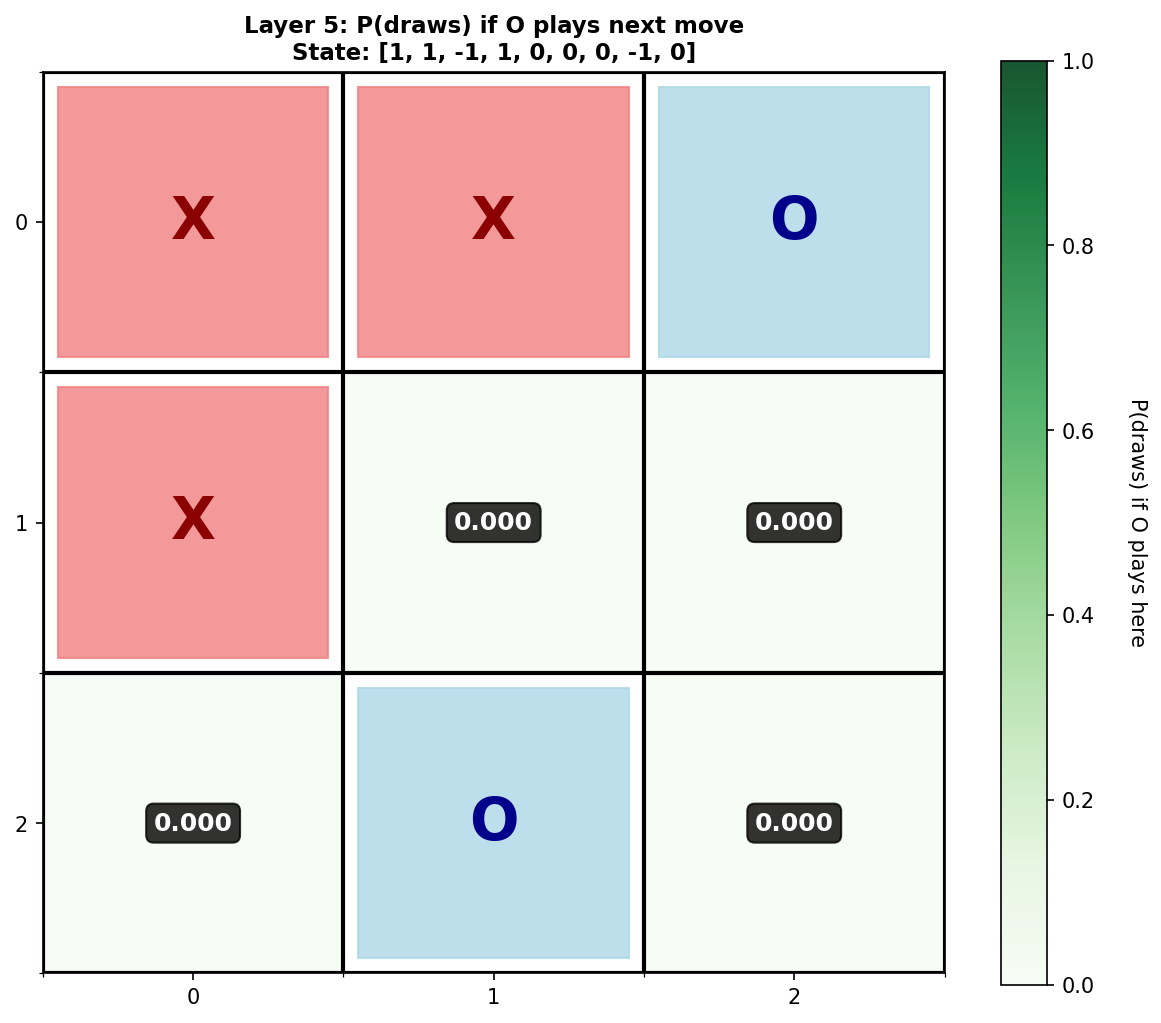 Layer 5: P(draws) if O plays next move
State: [1, 1, -1, 1, 0, 0, 0, -1, 0]
0
X
X
O
1
X
0.000
0.000
2
0.000
O
0.000
0
1
2
1.0
0.8
0.6
0.4
0.2
0.0
P(draws) if O plays here